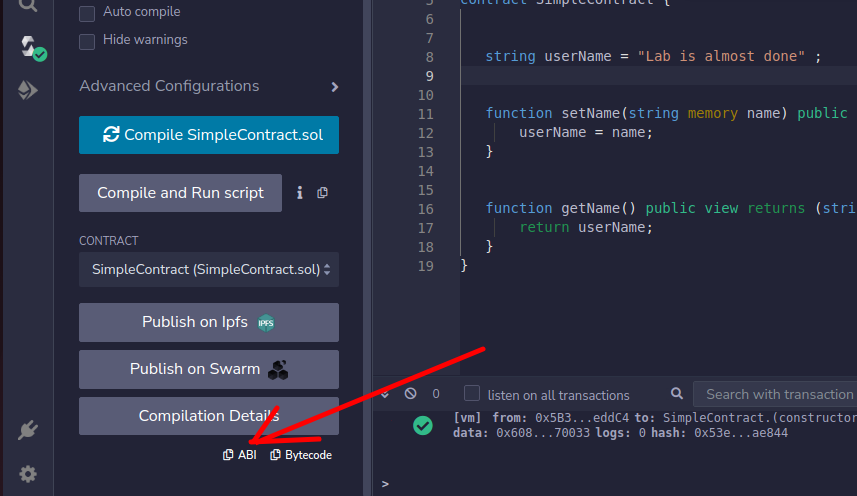 Auto compile
Hide warnings
Advanced Configurations
Compile SimpleContract.sol
Compile and Run script
CONTRACT
SimpleContract (SimpleContract.sol)
Publish on Ipfs IPFS
Publish on Swarm
Compilation Details
ABI Bytecode
5 contract SimpleContract {
6
7
8 string userName = "Lab is almost done" ;
9
10
11 function setName(string memory name) public
12 userName = name;
13 }
14
15
16 function getName() public view returns (stri
17 return userName;
18 }
19 }
0 listen on all transactions Search with transaction
[vm] from: 0x5B3...eddC4 to: SimpleContract.(constructor
data: 0x608...70033 logs: 0 hash: 0x53e...ae844
>